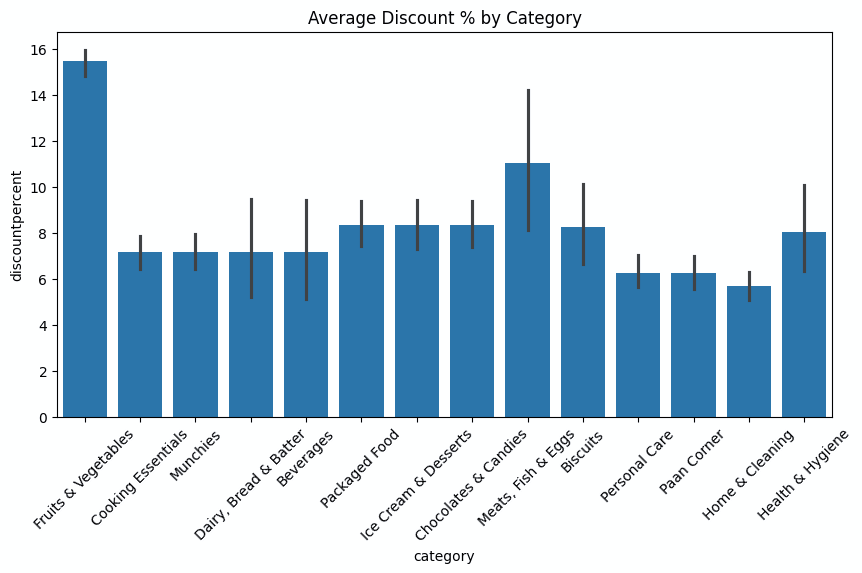 Average Discount % by Category
discountpercent
16
14
12
10
8
6
4
2
0
Fruits & Vegetables
Cooking Essentials
Munchies
Dairy, Bread & Batter
Beverages
Packaged Food
Ice Cream & Desserts
Chocolates & Candies
Meats, Fish & Eggs
Biscuits
Personal Care
Paan Corner
Home & Cleaning
Health & Hygiene
category